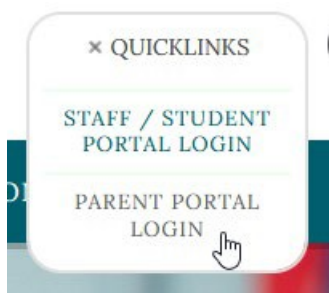 × QUICKLINKS
STAFF / STUDENT
PORTAL LOGIN
PARENT PORTAL
LOGIN